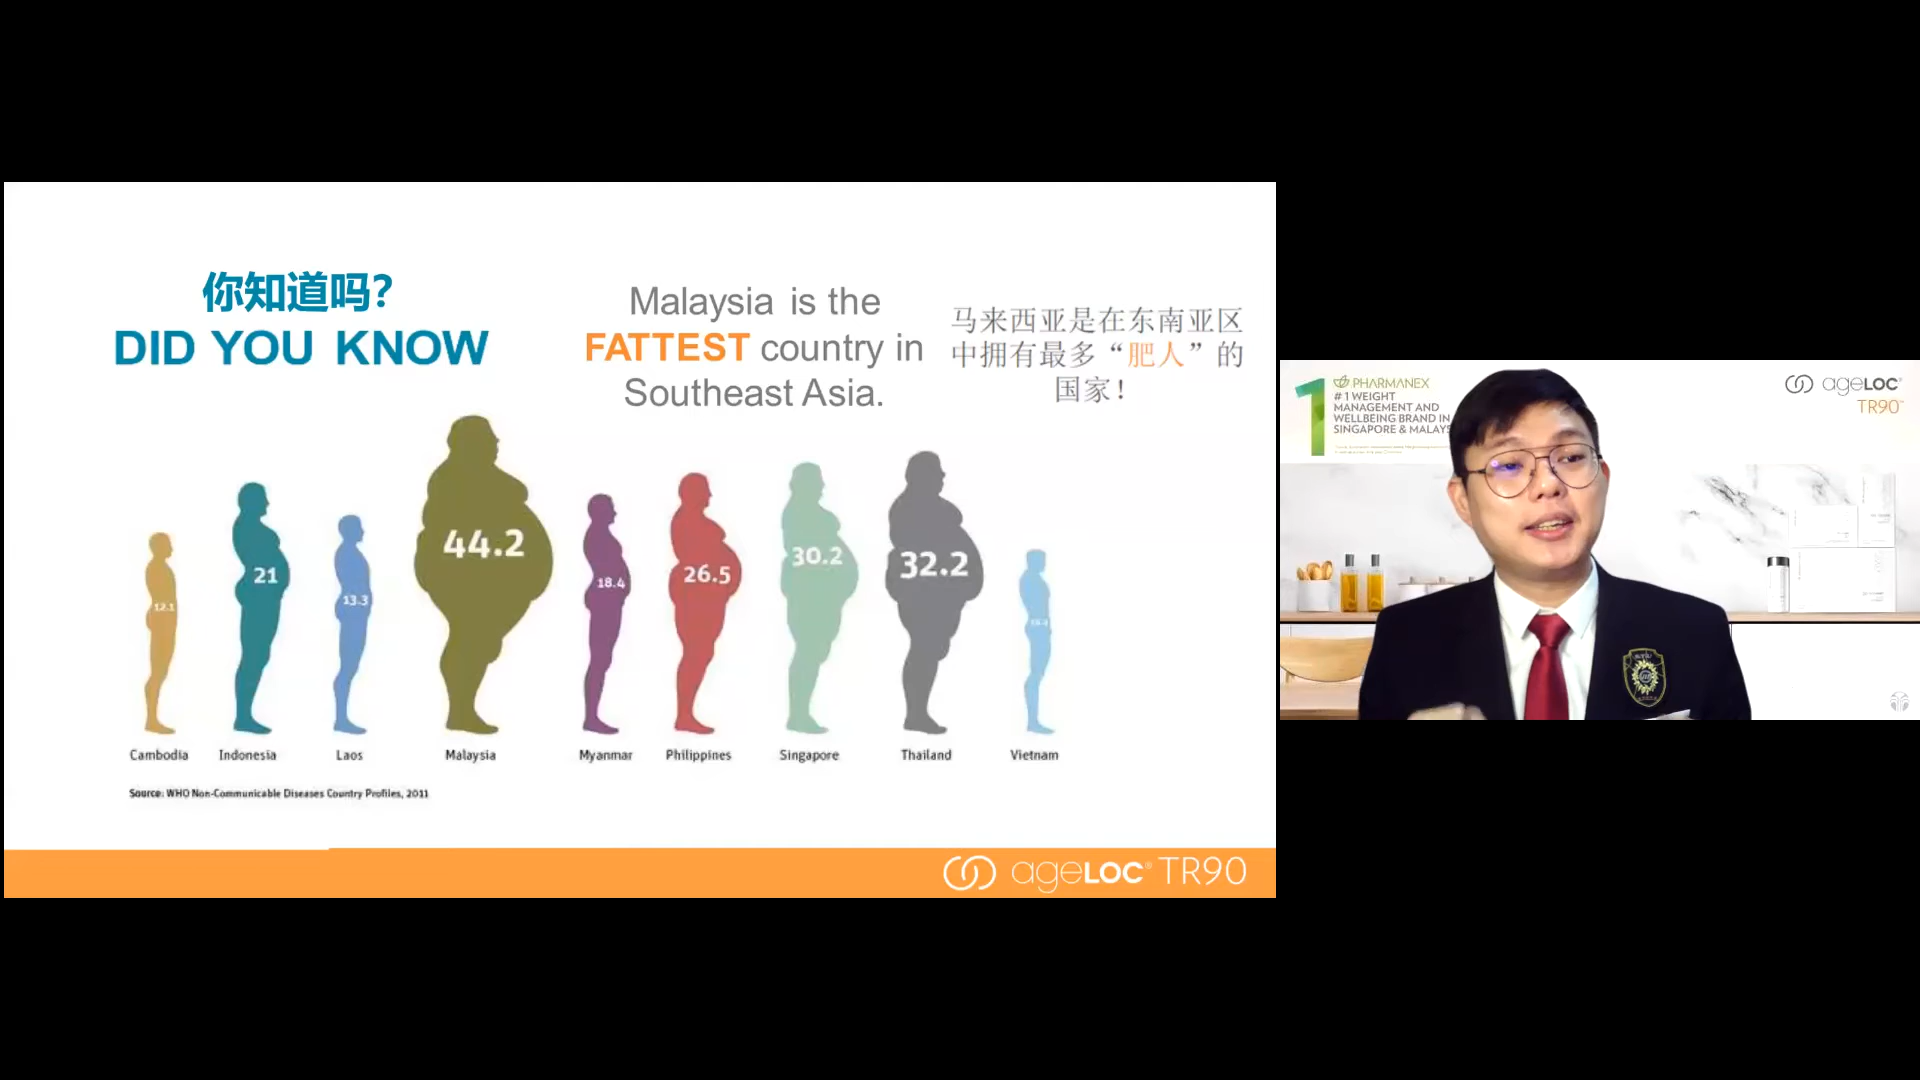 你知道吗?
DID YOU KNOW
Malaysia is the
FATTEST country in
Southeast Asia.
马来西亚是在东南亚区
中拥有最多“肥人”的
国家！
12.1
21
13.3
44.2
18.4
26.5
30.2
32.2
Cambodia
Indonesia
Laos
Malaysia
Myanmar
Philippines
Singapore
Thailand
Vietnam
Source: WHO Non-Communicable Diseases Country Profiles, 2011
ageLOC® TR90
1
PHARMANEX
#1 WEIGHT
MANAGEMENT AND
WELLBEING BRAND IN
SINGAPORE & MALAYS
ageLOC®
TR90™